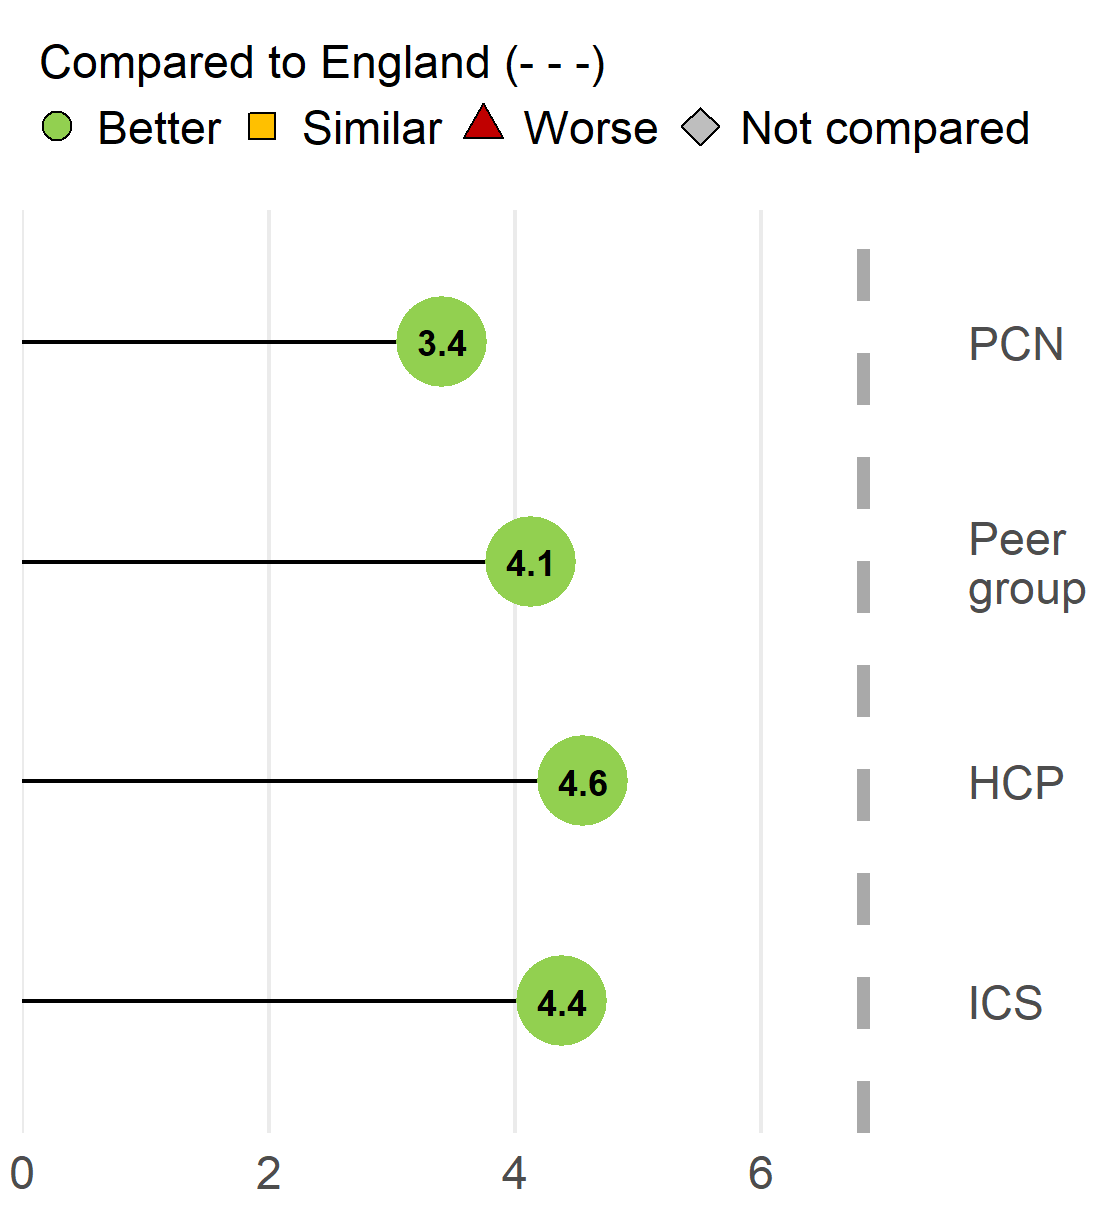 Compared to England (- - -)
Better Similar Worse Not compared
3.4 PCN
4.1 Peer
group
4.6 HCP
4.4 ICS
0 2 4 6